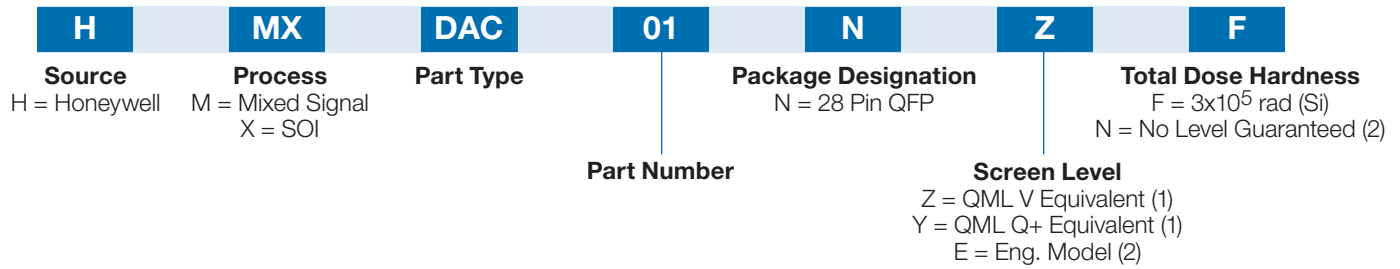 H MX DAC 01 N Z F
Source Process Part Type Package Designation Total Dose Hardness
H = Honeywell M = Mixed Signal N = 28 Pin QFP F = 3x10⁵ rad (Si)
X = SOI N = No Level Guaranteed (2)
Part Number Screen Level
Z = QML V Equivalent (1)
Y = QML Q+ Equivalent (1)
E = Eng. Model (2)